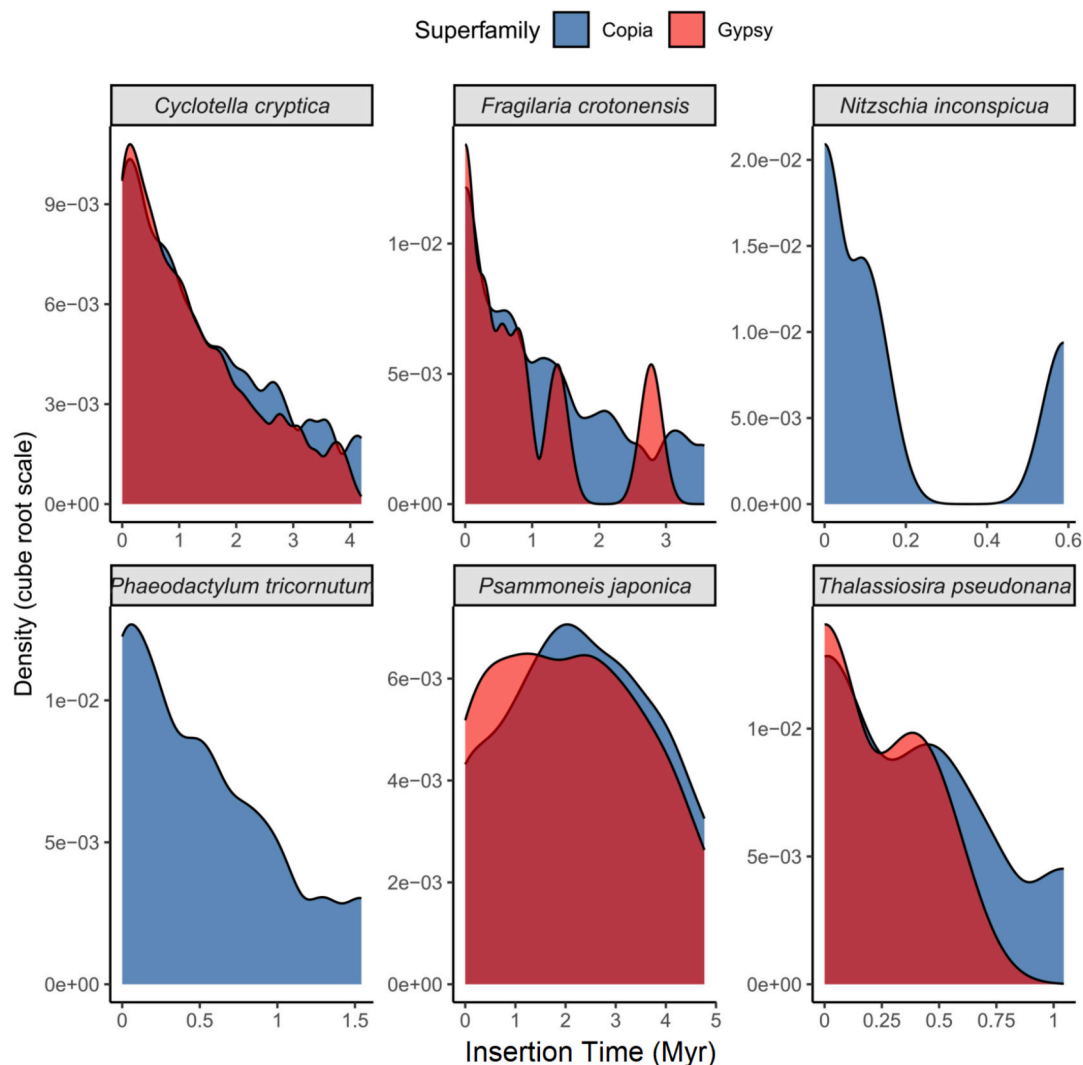 Superfamily Copia Gypsy
Cyclotella cryptica
Fragilaria crotonensis
Nitzschia inconspicua
9e−03
6e−03
3e−03
0e+00
0 1 2 3 4
1e−02
5e−03
0e+00
0 1 2 3
2.0e−02
1.5e−02
1.0e−02
5.0e−03
0.0e+00
0 0.2 0.4 0.6
Density (cube root scale)
Phaeodactylum tricornutum
Psammoneis japonica
Thalassiosira pseudonana
1e−02
5e−03
0e+00
0 0.5 1 1.5
6e−03
4e−03
2e−03
0e+00
0 1 2 3 4 5
1e−02
5e−03
0e+00
0 0.25 0.5 0.75 1
Insertion Time (Myr)